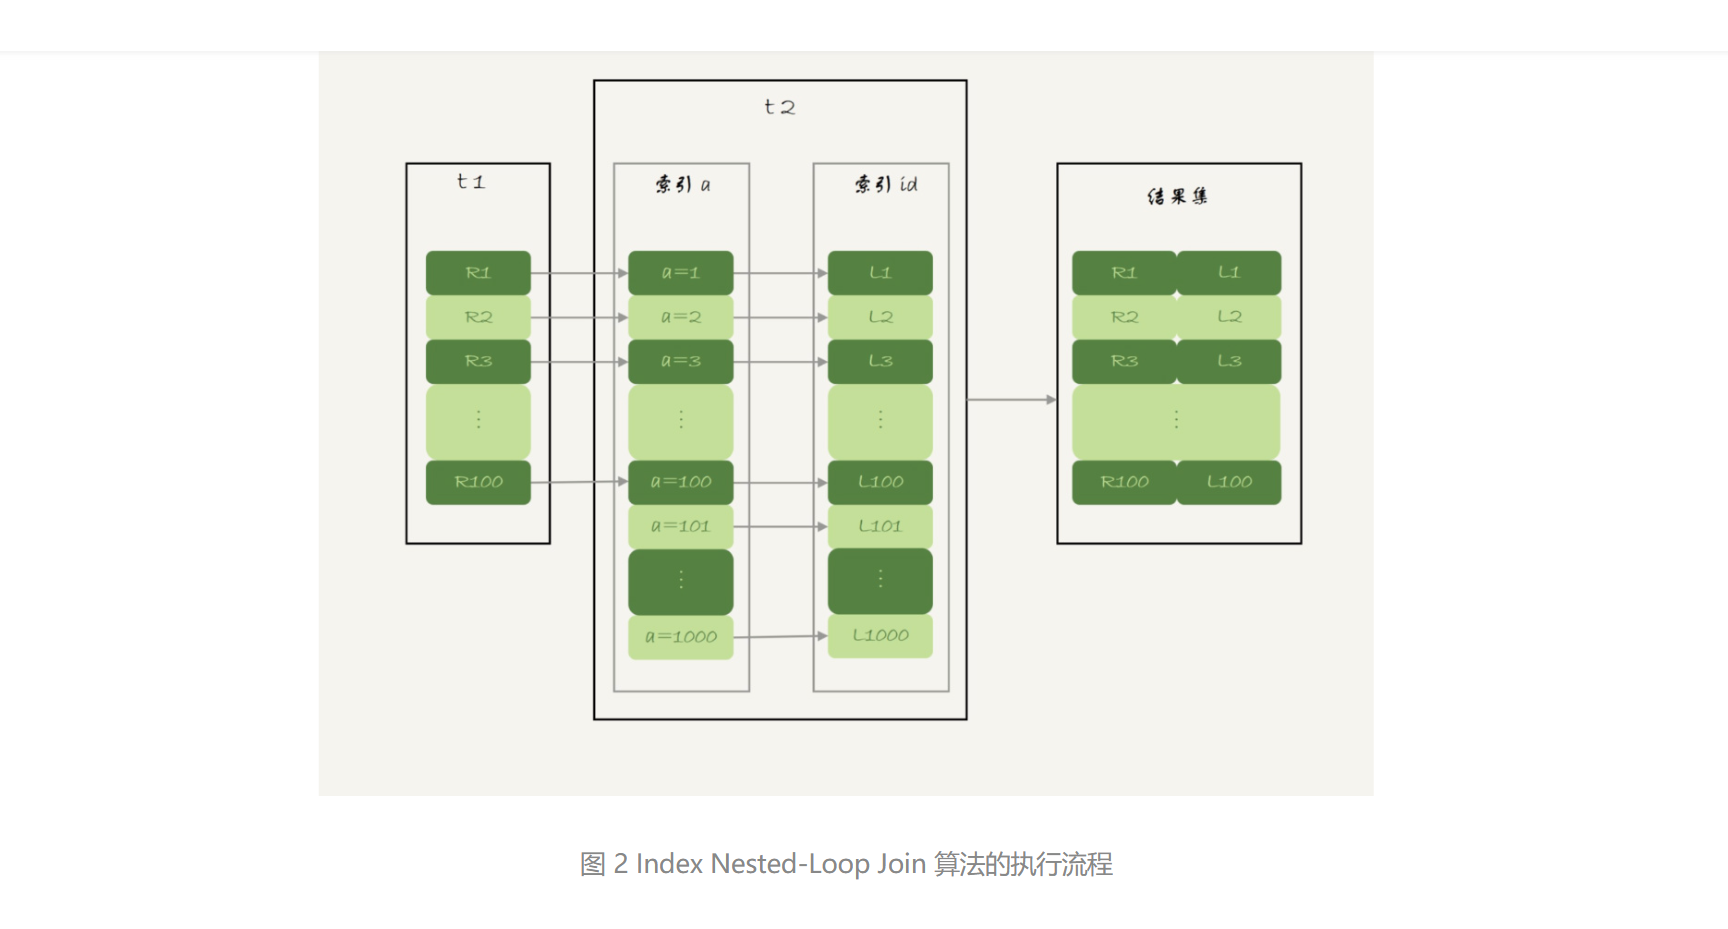 t2
t1
索引 a
索引 id
结果集
R1
a=1
L1
R1
L1
R2
a=2
L2
R2
L2
R3
a=3
L3
R3
L3
⋮
⋮
⋮
⋮
R100
a=100
L100
R100
L100
a=101
L101
⋮
⋮
a=1000
L1000
图 2 Index Nested-Loop Join 算法的执行流程